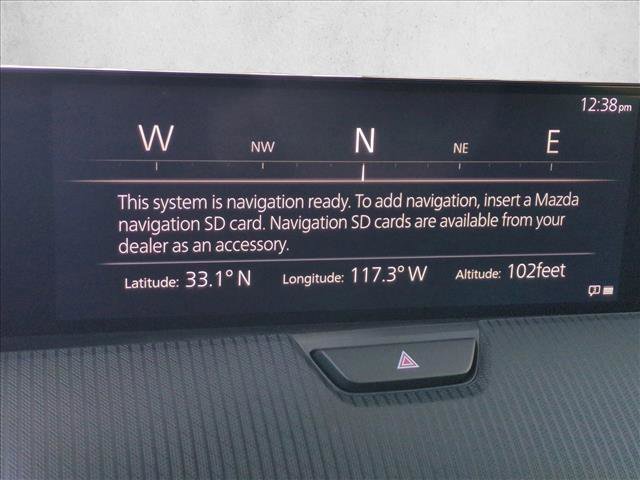 12:38pm
W NW N NE E
This system is navigation ready. To add navigation, insert a Mazda
navigation SD card. Navigation SD cards are available from your
dealer as an accessory.
Latitude: 33.1° N Longitude: 117.3° W Altitude: 102feet